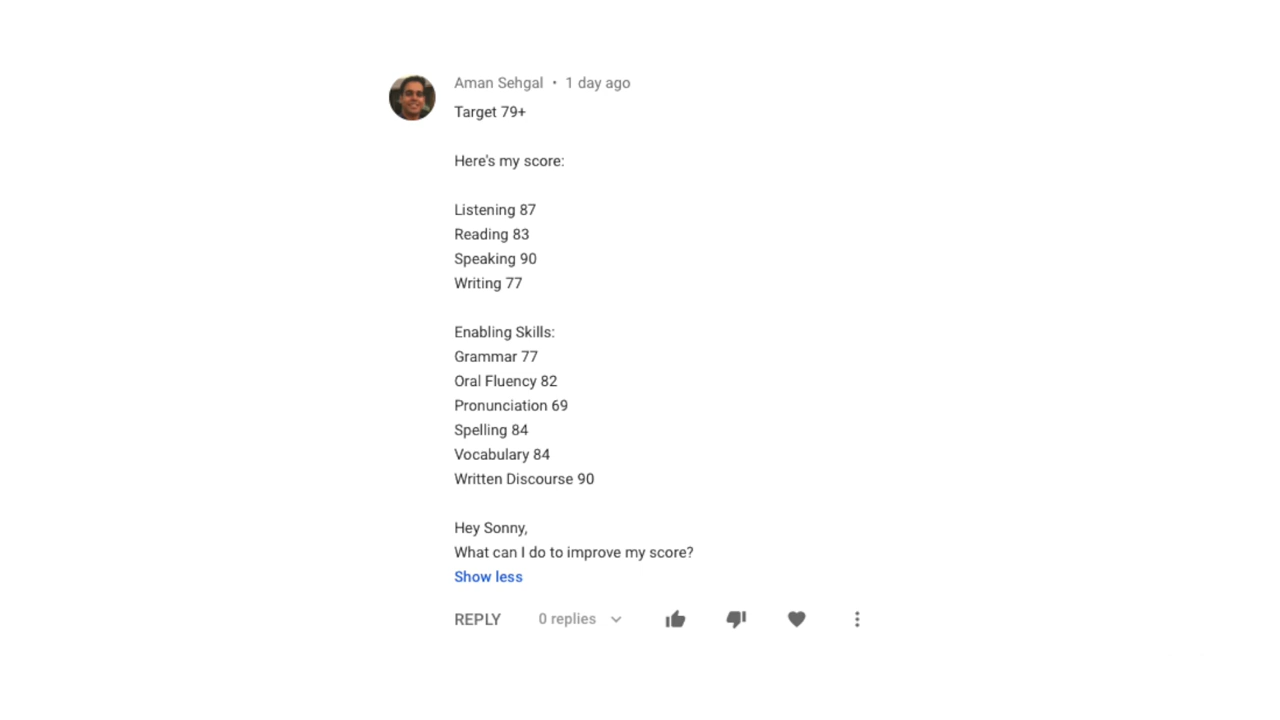 Aman Sehgal • 1 day ago
Target 79+
Here's my score:
Listening 87
Reading 83
Speaking 90
Writing 77
Enabling Skills:
Grammar 77
Oral Fluency 82
Pronunciation 69
Spelling 84
Vocabulary 84
Written Discourse 90
Hey Sonny,
What can I do to improve my score?
Show less
REPLY 0 replies